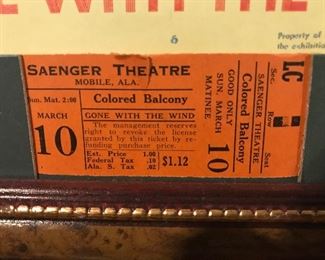 E WITH THE
6
Property of
the exhibition
SAENGER THEATRE
MOBILE, ALA.
Sun. Mat. 2:00 Colored Balcony
MARCH
10
GONE WITH THE WIND
The management reserves
right to revoke the license
granted by this ticket by
refunding purchase price.
Est. Price 1.00
Federal Tax .10
Ala. S. Tax .02
$1.12
GOOD ONLY
SUN. MARCH 10
MATINEE
SAENGER THEATRE
Colored Balcony
LC
Sec. Row Seat